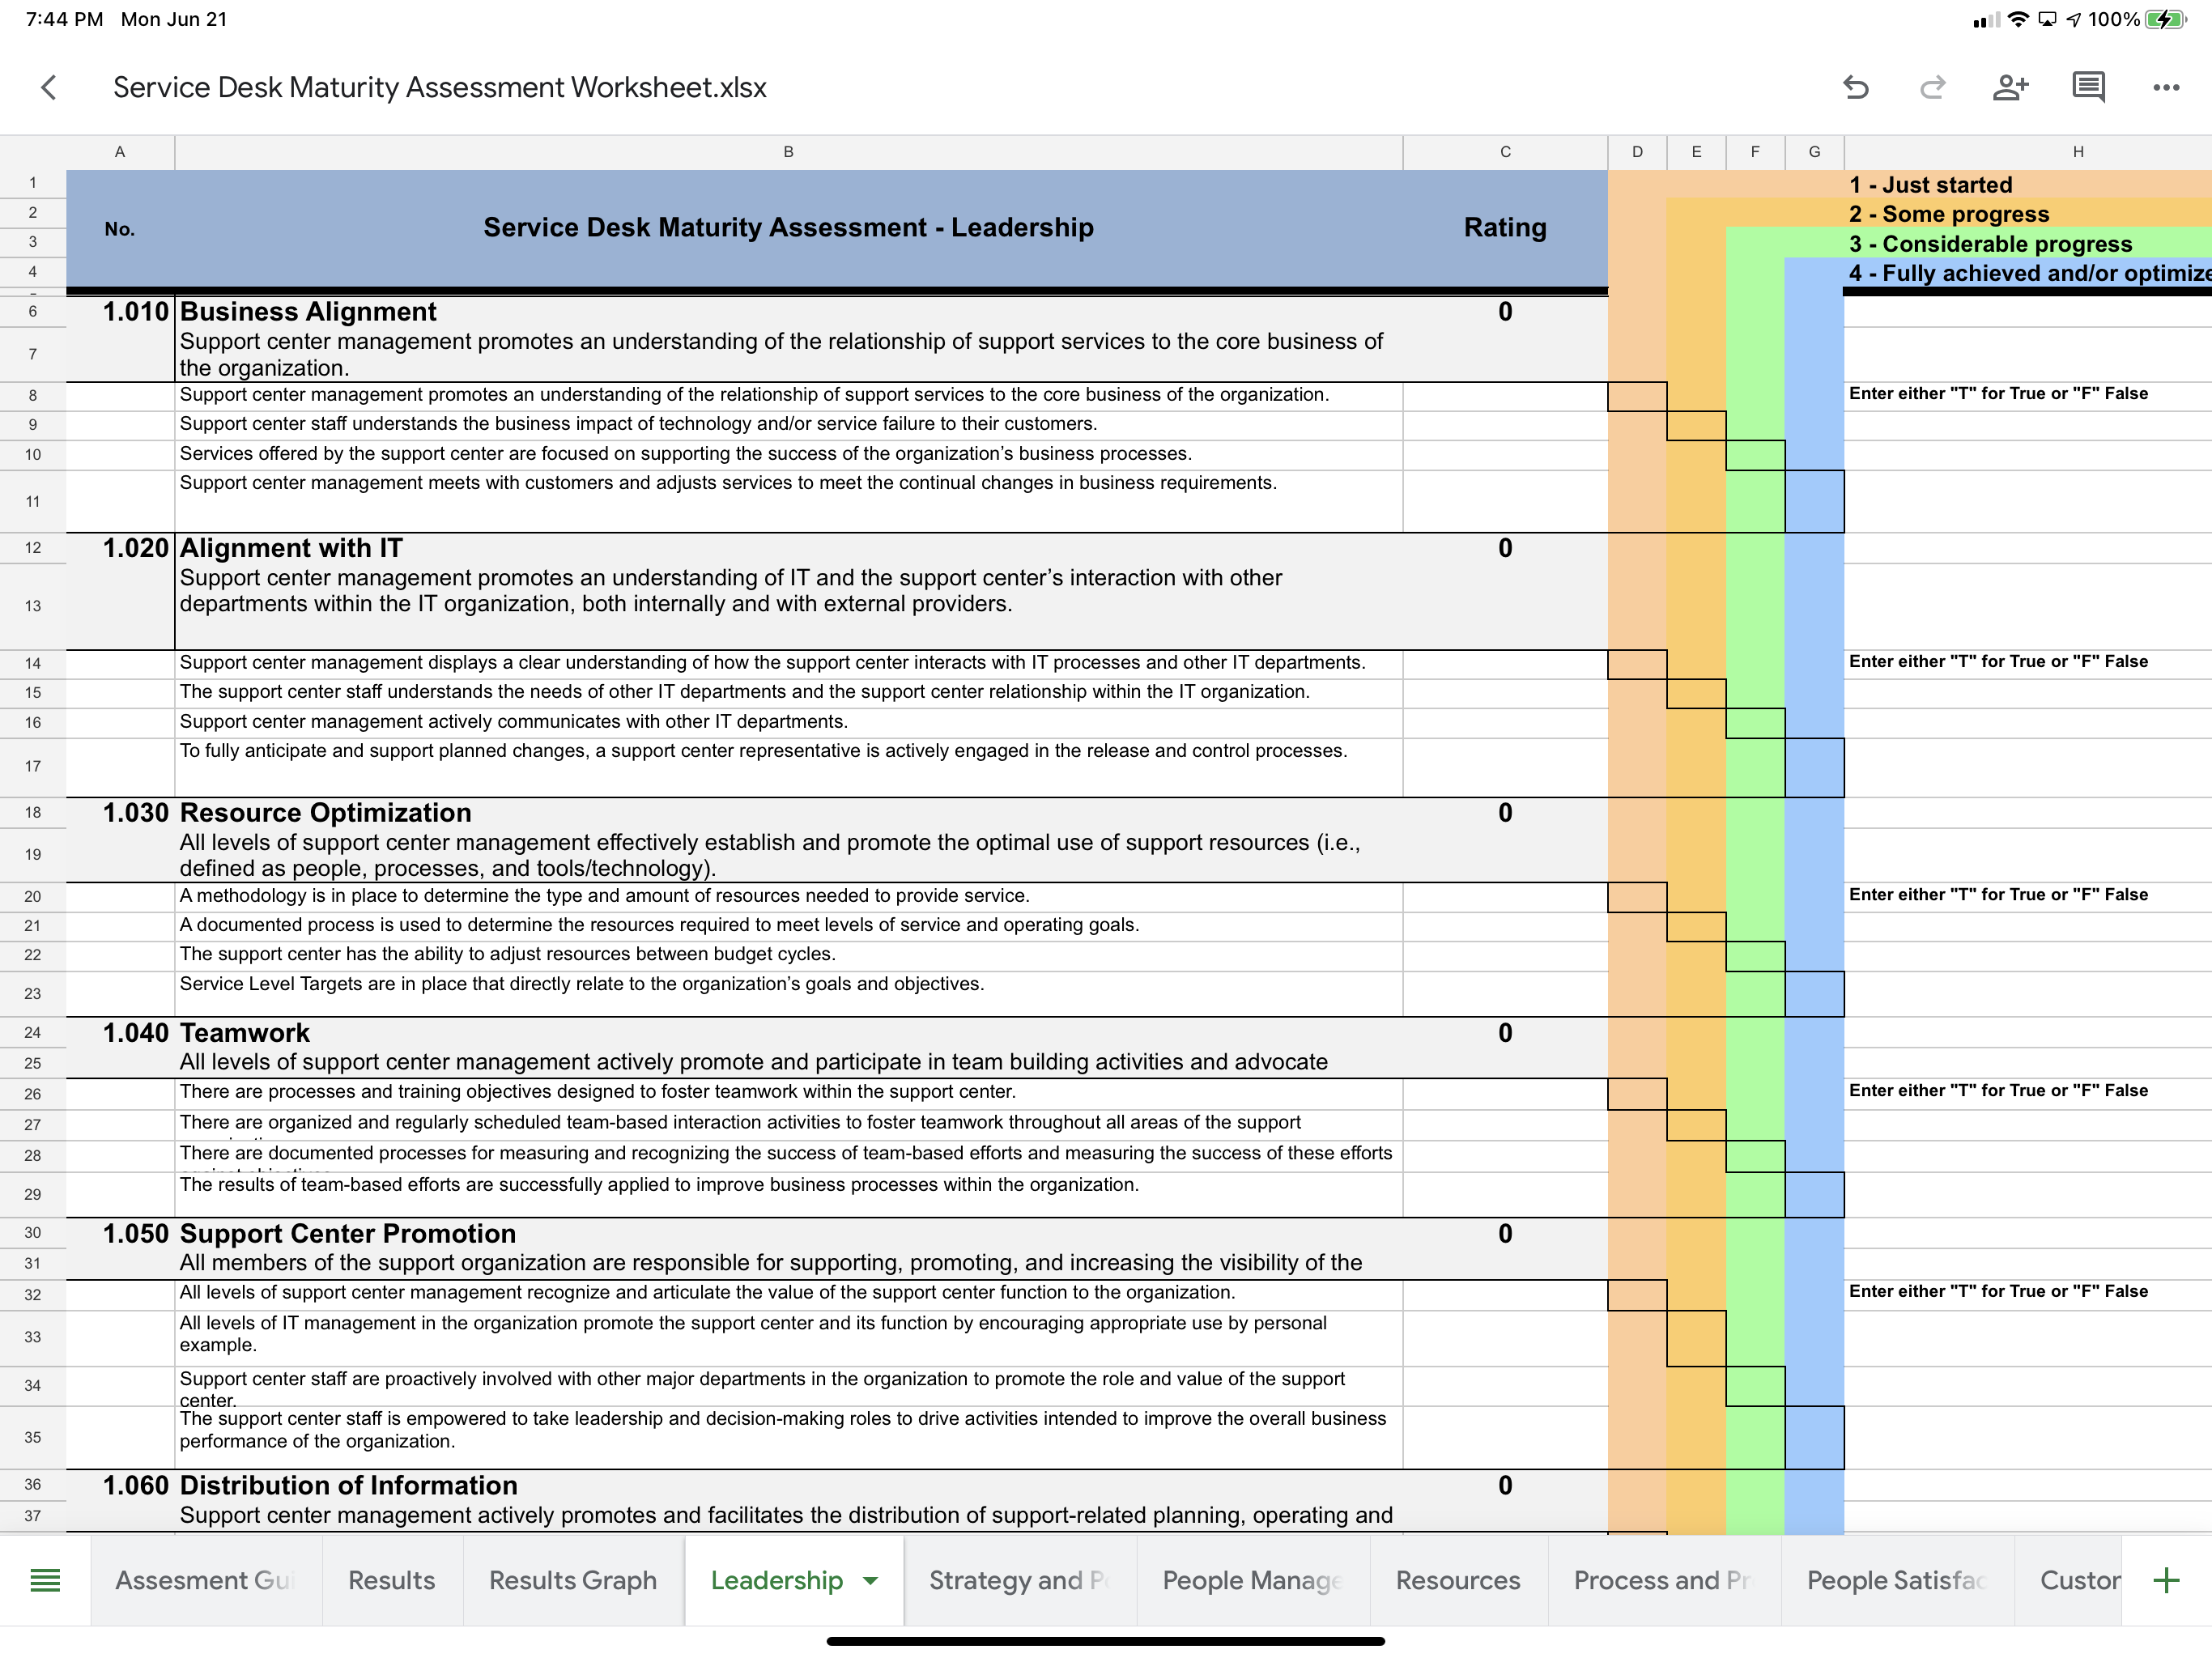 7:44 PM Mon Jun 21
100%
Service Desk Maturity Assessment Worksheet.xlsx
A B C D E F G H
1 1 - Just started
2 2 - Some progress
No. Service Desk Maturity Assessment - Leadership Rating
3 3 - Considerable progress
4 4 - Fully achieved and/or optimize
6 1.010 Business Alignment 0
7 Support center management promotes an understanding of the relationship of support services to the core business of
the organization.
8 Support center management promotes an understanding of the relationship of support services to the core business of the organization. Enter either "T" for True or "F" False
9 Support center staff understands the business impact of technology and/or service failure to their customers.
10 Services offered by the support center are focused on supporting the success of the organization’s business processes.
11 Support center management meets with customers and adjusts services to meet the continual changes in business requirements.
12 1.020 Alignment with IT 0
13 Support center management promotes an understanding of IT and the support center’s interaction with other
departments within the IT organization, both internally and with external providers.
14 Support center management displays a clear understanding of how the support center interacts with IT processes and other IT departments. Enter either "T" for True or "F" False
15 The support center staff understands the needs of other IT departments and the support center relationship within the IT organization.
16 Support center management actively communicates with other IT departments.
17 To fully anticipate and support planned changes, a support center representative is actively engaged in the release and control processes.
18 1.030 Resource Optimization 0
19 All levels of support center management effectively establish and promote the optimal use of support resources (i.e.,
defined as people, processes, and tools/technology).
20 A methodology is in place to determine the type and amount of resources needed to provide service. Enter either "T" for True or "F" False
21 A documented process is used to determine the resources required to meet levels of service and operating goals.
22 The support center has the ability to adjust resources between budget cycles.
23 Service Level Targets are in place that directly relate to the organization’s goals and objectives.
24 1.040 Teamwork 0
25 All levels of support center management actively promote and participate in team building activities and advocate
26 There are processes and training objectives designed to foster teamwork within the support center. Enter either "T" for True or "F" False
27 There are organized and regularly scheduled team-based interaction activities to foster teamwork throughout all areas of the support
28 There are documented processes for measuring and recognizing the success of team-based efforts and measuring the success of these efforts
29 The results of team-based efforts are successfully applied to improve business processes within the organization.
30 1.050 Support Center Promotion 0
31 All members of the support organization are responsible for supporting, promoting, and increasing the visibility of the
32 All levels of support center management recognize and articulate the value of the support center function to the organization. Enter either "T" for True or "F" False
33 All levels of IT management in the organization promote the support center and its function by encouraging appropriate use by personal
example.
34 Support center staff are proactively involved with other major departments in the organization to promote the role and value of the support
center.
35 The support center staff is empowered to take leadership and decision-making roles to drive activities intended to improve the overall business
performance of the organization.
36 1.060 Distribution of Information 0
37 Support center management actively promotes and facilitates the distribution of support-related planning, operating and
Assesment Gui Results Results Graph Leadership Strategy and P People Manage Resources Process and Pr People Satisfac Custor